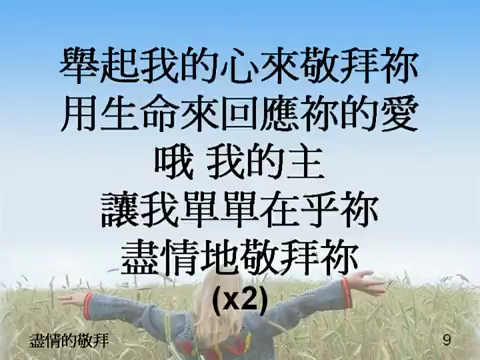 舉起我的心來敬拜祢
用生命來回應祢的愛
哦 我的主
讓我單單在乎祢
盡情地敬拜祢
(x2)
盡情的敬拜
9